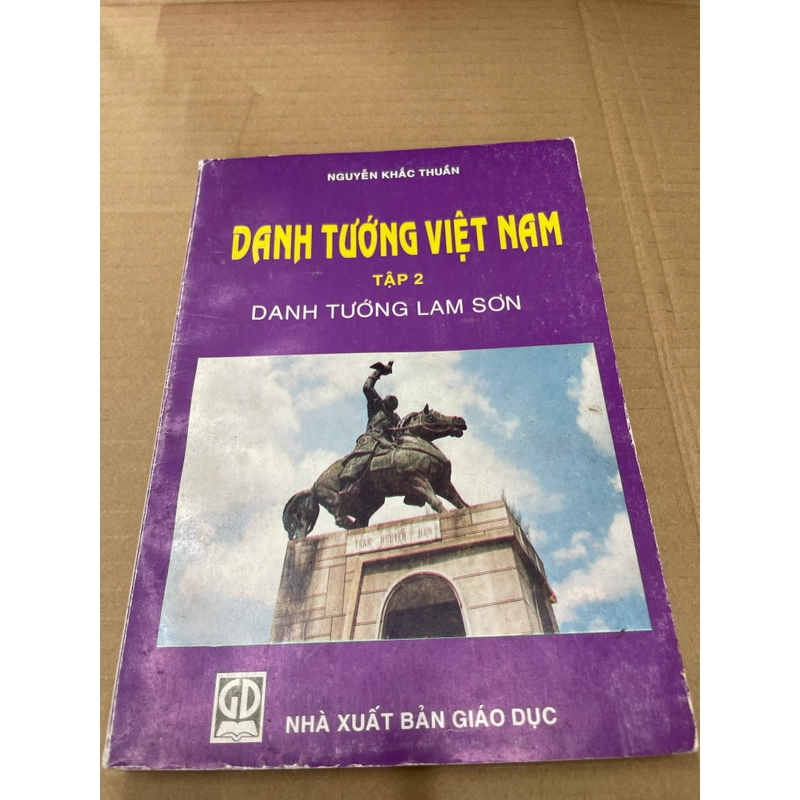 NGUYỄN KHẮC THUẦN
DANH TƯỚNG VIỆT NAM
TẬP 2
DANH TƯỚNG LAM SƠN
TRẦN NGUYÊN HÃN
GD
NHÀ XUẤT BẢN GIÁO DỤC